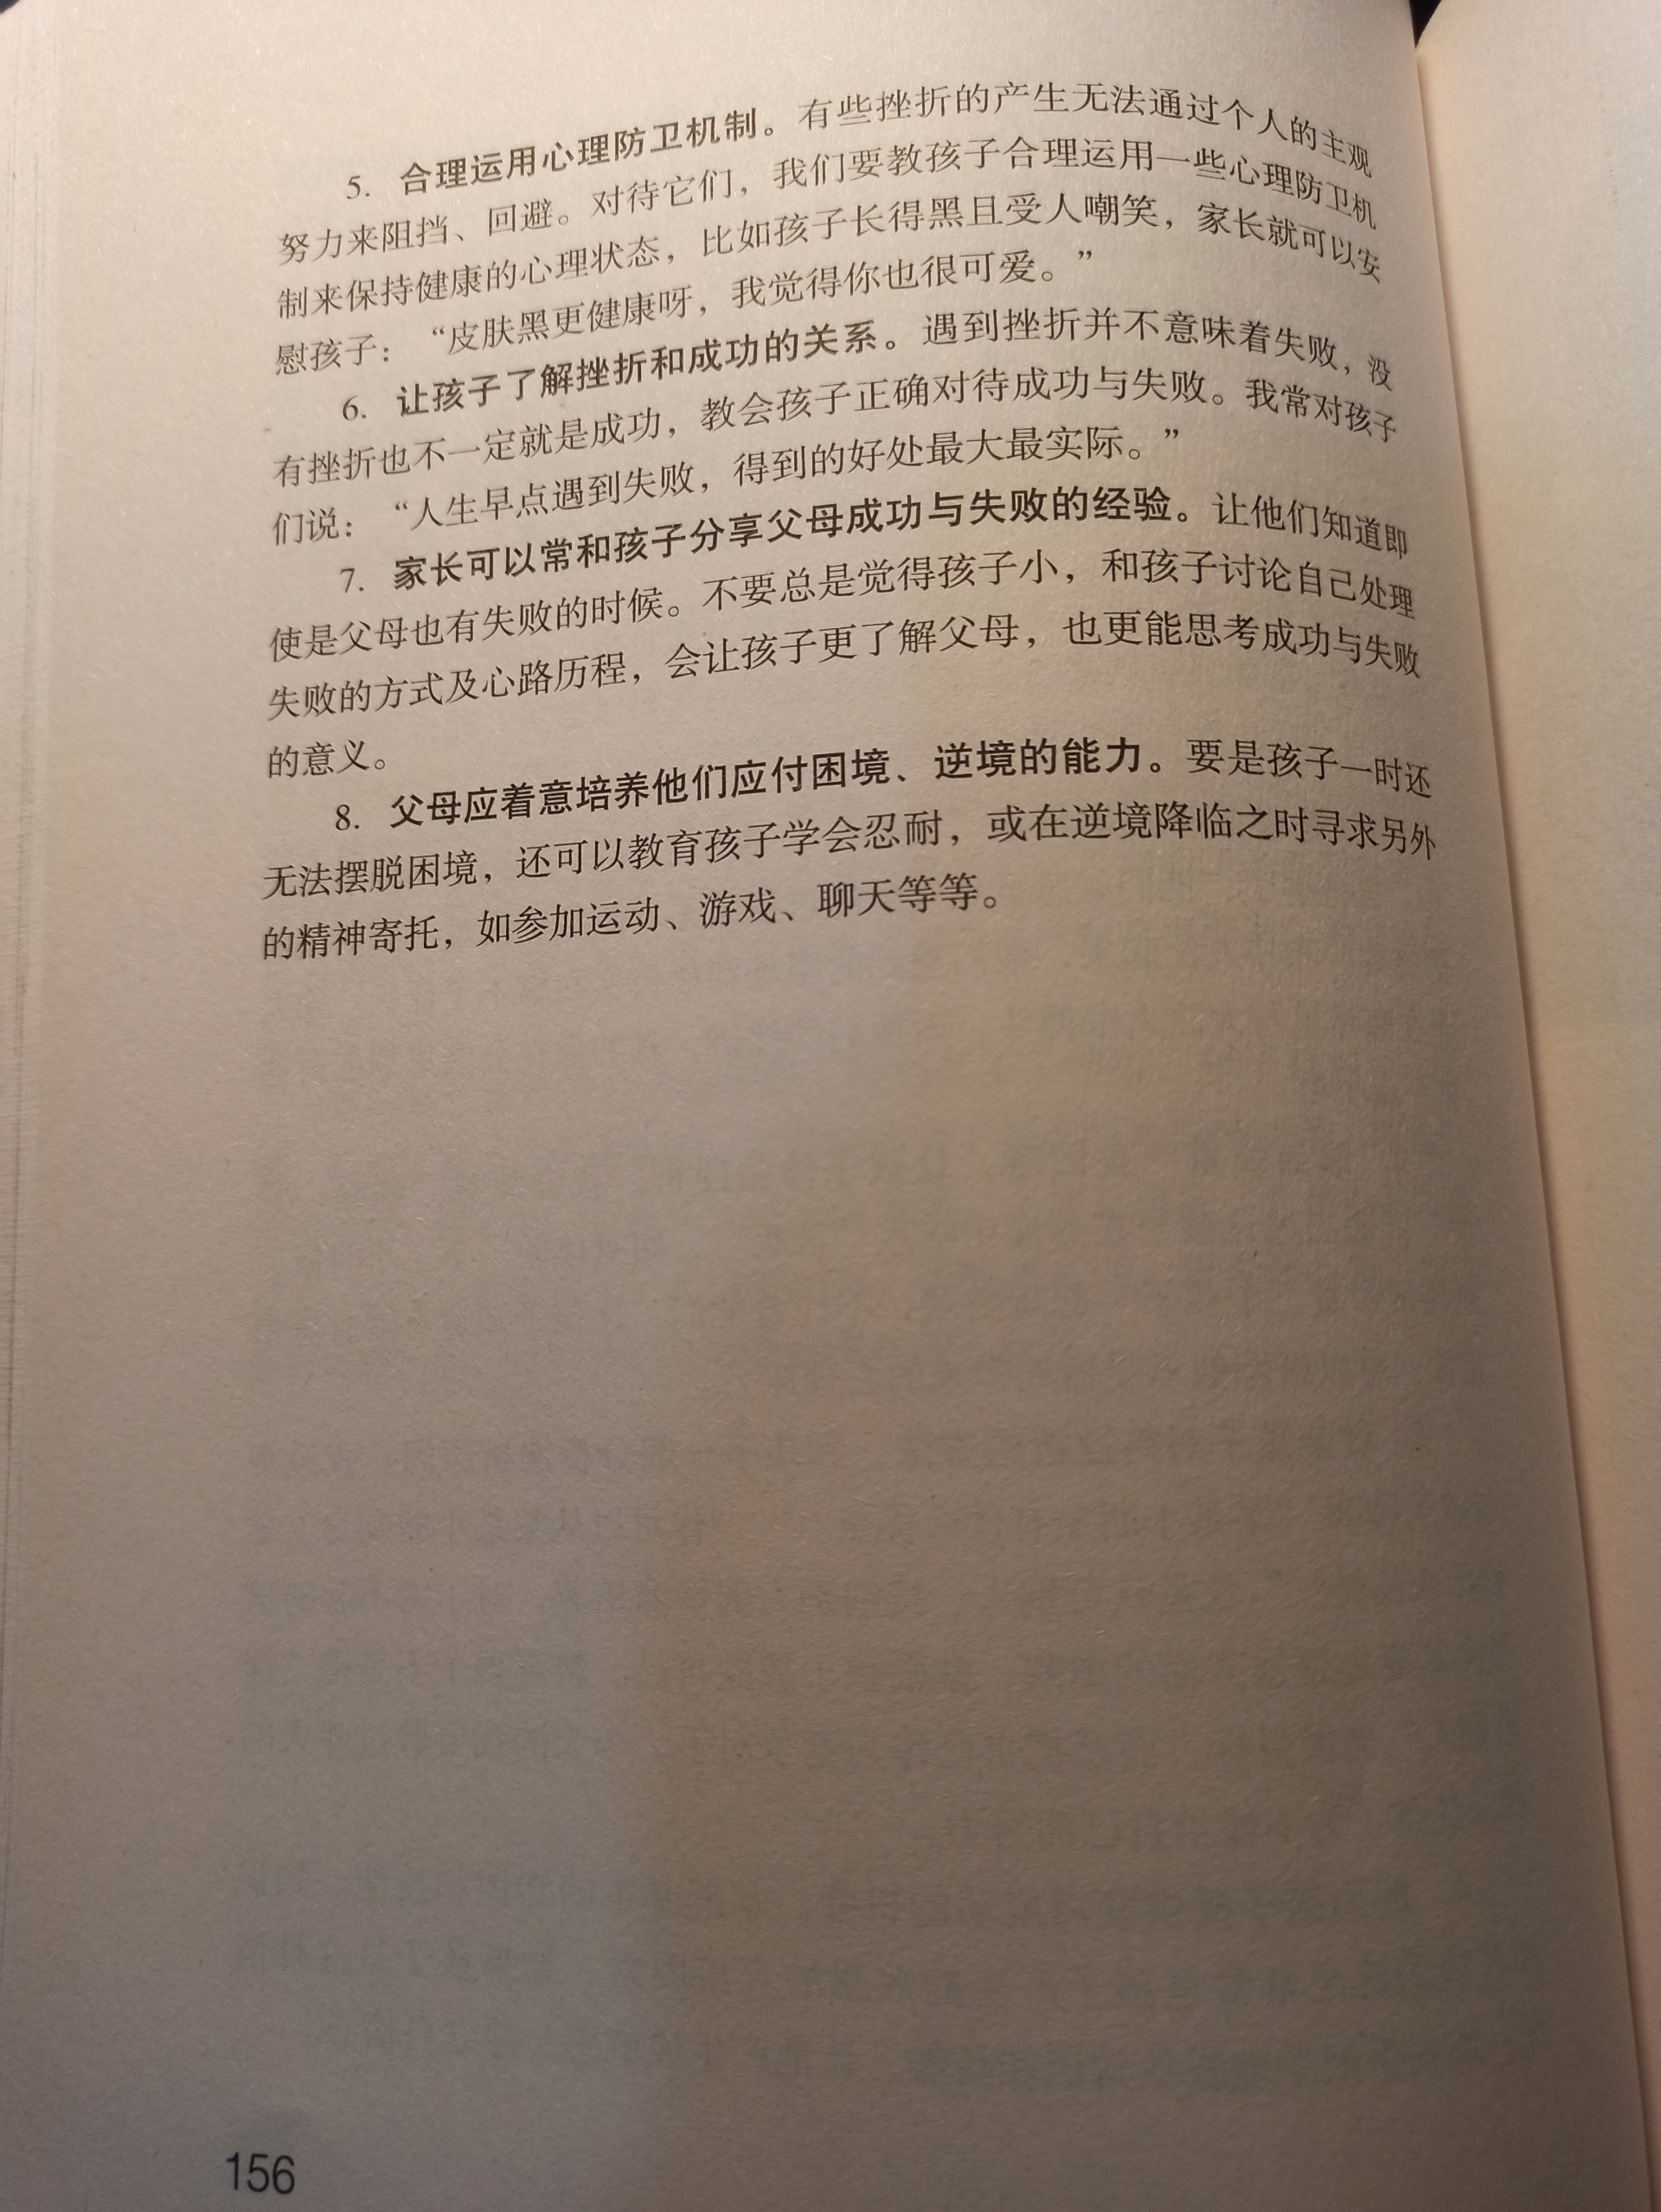 5. 合理运用心理防卫机制。有些挫折的产生无法通过个人的主观
努力来阻挡、回避。对待它们，我们要教孩子合理运用一些心理防卫机
制来保持健康的心理状态，比如孩子长得黑且受人嘲笑，家长就可以安
慰孩子：“皮肤黑更健康呀，我觉得你也很可爱。”
6. 让孩子了解挫折和成功的关系。遇到挫折并不意味着失败，没
有挫折也不一定就是成功，教会孩子正确对待成功与失败。我常对孩子
们说：“人生早点遇到失败，得到的好处最大最实际。”
7. 家长可以常和孩子分享父母成功与失败的经验。让他们知道即
使是父母也有失败的时候。不要总是觉得孩子小，和孩子讨论自己处理
失败的方式及心路历程，会让孩子更了解父母，也更能思考成功与失败
的意义。
8. 父母应着意培养他们应付困境、逆境的能力。要是孩子一时还
无法摆脱困境，还可以教育孩子学会忍耐，或在逆境降临之时寻求另外
的精神寄托，如参加运动、游戏、聊天等等。
156